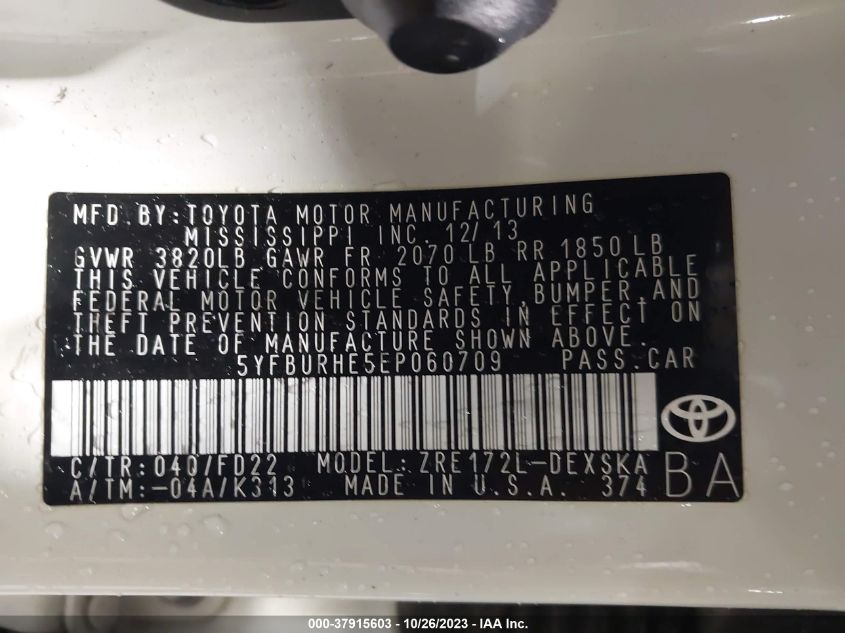 MFD BY: TOYOTA MOTOR MANUFACTURING
MISSISSIPPI INC. 12/13
GVWR 3820LB GAWR FR 2070LB RR 1850LB
THIS VEHICLE CONFORMS TO ALL APPLICABLE
FEDERAL MOTOR VEHICLE SAFETY, BUMPER, AND
THEFT PREVENTION STANDARDS IN EFFECT ON
THE DATE OF MANUFACTURE SHOWN ABOVE.
5YFBURHE5EP060709 PASS.CAR
C/TR: 040/FD22 MODEL: ZRE172L-DEXSKA
A/TM:-04A/K313 MADE IN U.S.A. 374
BA
000-37915603 - 10/26/2023 - IAA Inc.